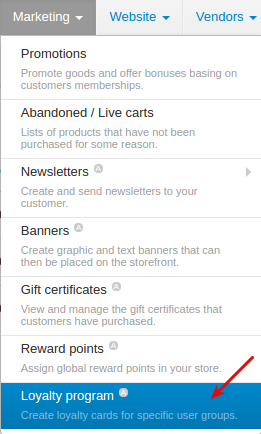 Marketing Website Vendors
Promotions
Promote goods and offer bonuses basing on
customers memberships.
Abandoned / Live carts
Lists of products that have not been
purchased for some reason.
Newsletters A
Create and send newsletters to your
customer.
Banners A
Create graphic and text banners that can
then be placed on the storefront.
Gift certificates A
View and manage the gift certificates that
customers have purchased.
Reward points A
Assign global reward points in your store.
Loyalty program A
Create loyalty cards for specific user groups.